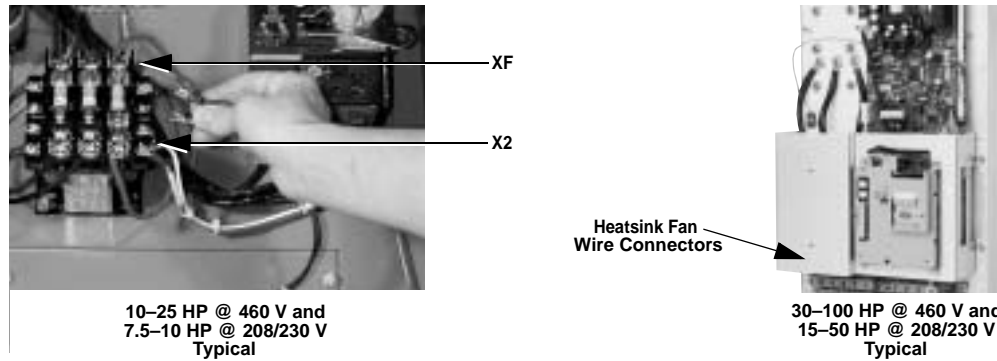 XF
X2
10–25 HP @ 460 V and
7.5–10 HP @ 208/230 V
Typical
Heatsink Fan
Wire Connectors
30–100 HP @ 460 V and
15–50 HP @ 208/230 V
Typical